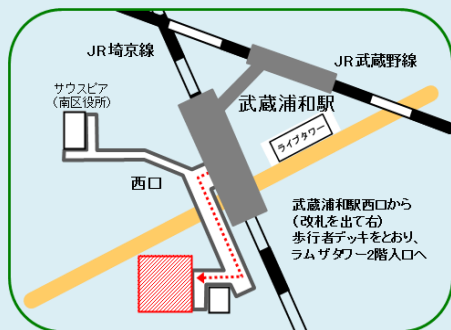 JR埼京線
JR武蔵野線
サウスピア
(南区役所)
武蔵浦和駅
ライブタワー
西口
武蔵浦和駅西口から
(改札を出て右)
歩行者デッキをとおり、
ラムザタワー2階入口へ